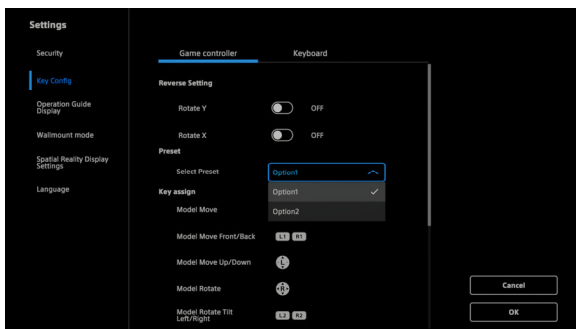 Settings
Security
Key Config
Operation Guide
Display
Wallmount mode
Spatial Reality Display
Settings
Language
Game controller
Keyboard
Reverse Setting
Rotate Y
OFF
Rotate X
OFF
Preset
Select Preset
Option1
Option1
Option2
Key assign
Model Move
Model Move Front/Back
L1 R1
Model Move Up/Down
L
Model Rotate
R
Model Rotate Tilt
Left/Right
L2 R2
Cancel
OK